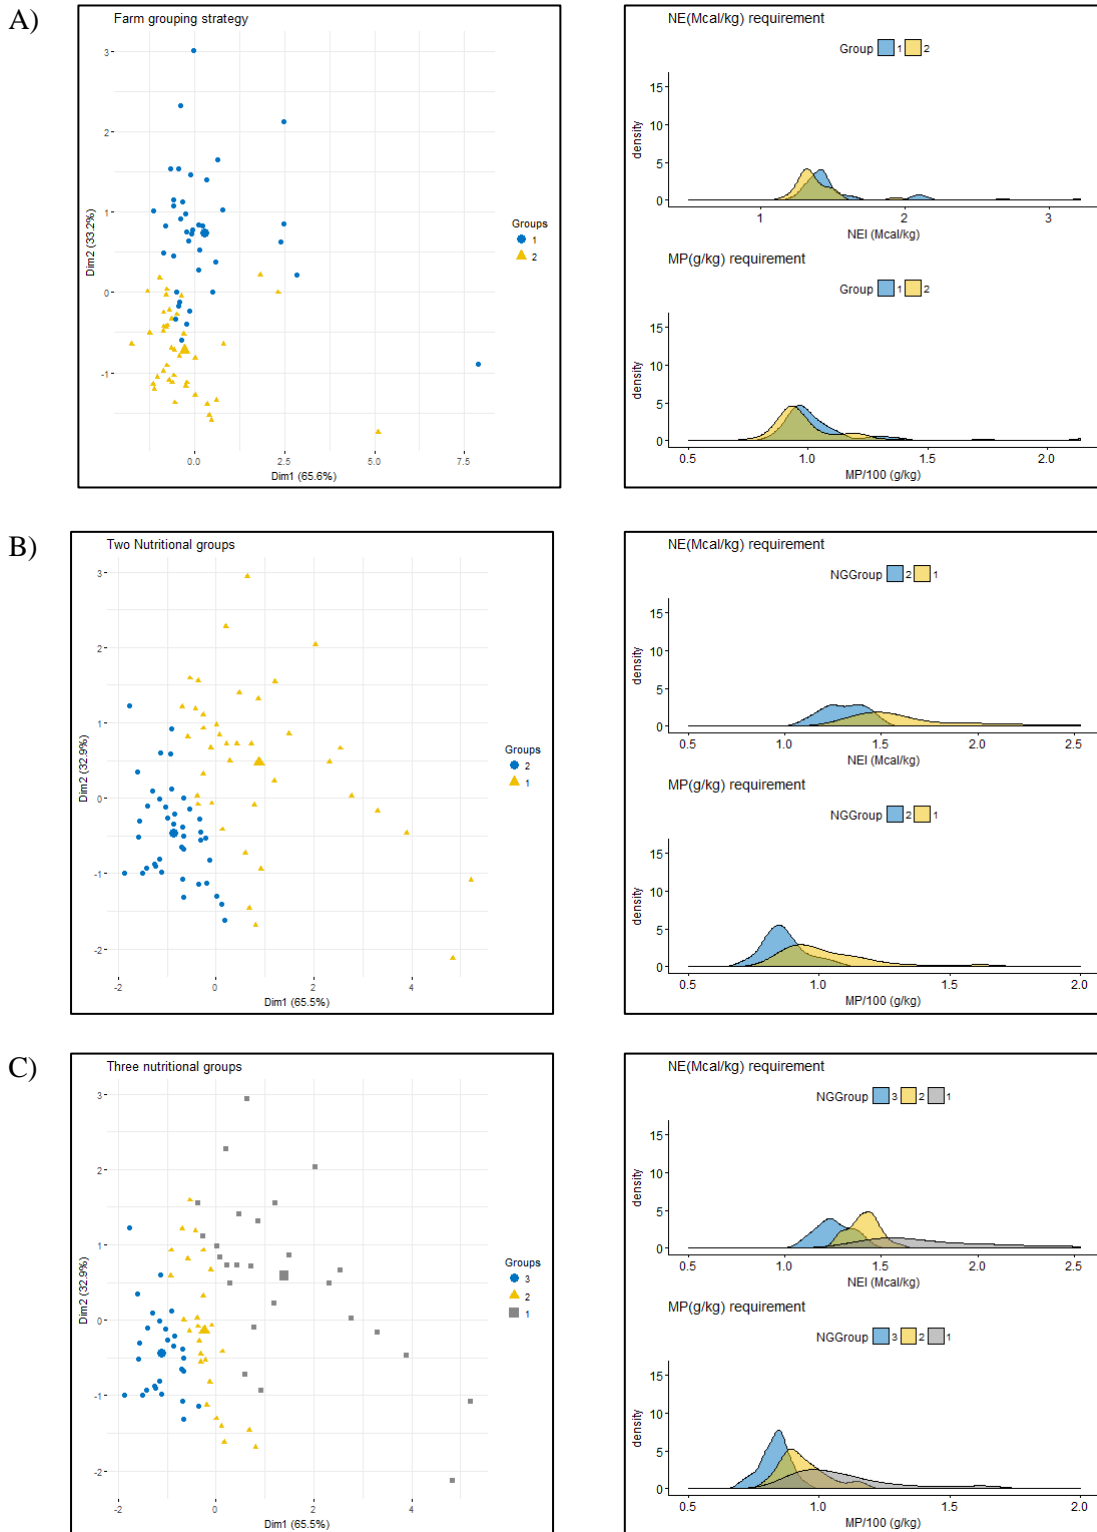 A)
Farm grouping strategy
3
2
1
0
-1
Dim2 (33.2%)
0.0 2.5 5.0 7.5
Dim1 (65.6%)
Groups
1
2
NE(Mcal/kg) requirement
Group 1 2
15
10
5
0
density
1 2 3
NEl (Mcal/kg)
MP(g/kg) requirement
Group 1 2
15
10
5
0
density
0.5 1.0 1.5 2.0
MP/100 (g/kg)
B)
Two Nutritional groups
3
2
1
0
-1
-2
Dim2 (32.9%)
-2 0 2 4
Dim1 (65.5%)
Groups
2
1
NE(Mcal/kg) requirement
NGGroup 2 1
15
10
5
0
density
0.5 1.0 1.5 2.0 2.5
NEl (Mcal/kg)
MP(g/kg) requirement
NGGroup 2 1
15
10
5
0
density
0.5 1.0 1.5 2.0
MP/100 (g/kg)
C)
Three nutritional groups
3
2
1
0
-1
-2
Dim2 (32.9%)
-2 0 2 4
Dim1 (65.5%)
Groups
3
2
1
NE(Mcal/kg) requirement
NGGroup 3 2 1
15
10
5
0
density
0.5 1.0 1.5 2.0 2.5
NEl (Mcal/kg)
MP(g/kg) requirement
NGGroup 3 2 1
15
10
5
0
density
0.5 1.0 1.5 2.0
MP/100 (g/kg)